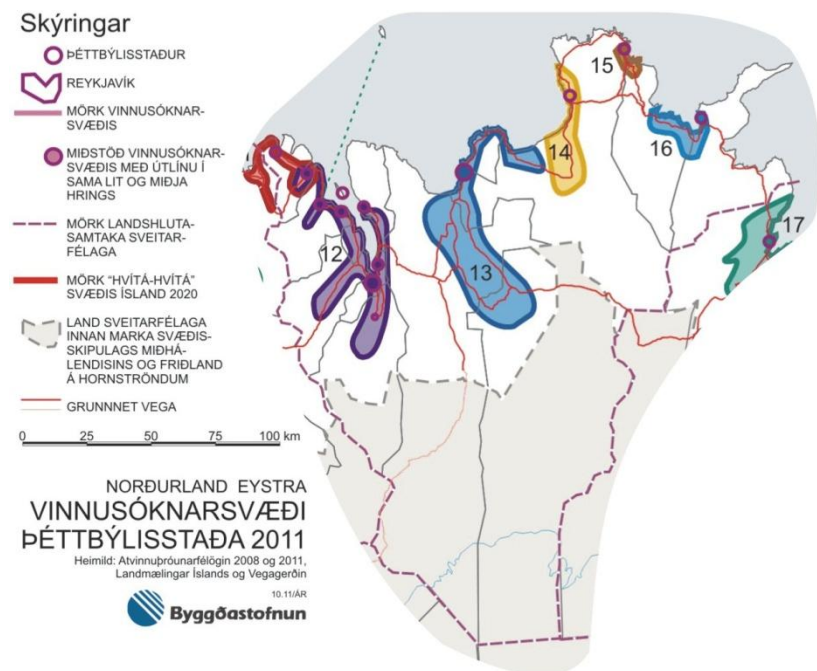 Skýringar
ÞÉTTBÝLISSTAÐUR
REYKJAVÍK
MÖRK VINNUSÓKNAR-
SVÆÐIS
MIÐSTÖÐ VINNUSÓKNAR-
SVÆÐIS MEÐ ÚTLÍNU Í
SAMA LIT OG MIÐJA
HRINGS
MÖRK LANDSHLUTA-
SAMTAKA SVEITAR-
FÉLAGA
MÖRK "HVÍTÁ-HVÍTÁ"
SVÆÐIS ÍSLAND 2020
LAND SVEITARFÉLAGA
INNAN MARKA SVÆÐIS-
SKIPULAGS MIÐHÁ-
LENDISINS OG FRIÐLAND
Á HORNSTRÖNDUM
GRUNNNET VEGA
0 25 50 75 100 km
NORÐURLAND EYSTRA
VINNUSÓKNARSVÆÐI
ÞÉTTBÝLISSTAÐA 2011
Heimild: Atvinnuþróunarfélögin 2008 og 2011,
Landmælingar Íslands og Vegagerðin
10.11/ÁR
Byggðastofnun
12
13
14
15
16
17